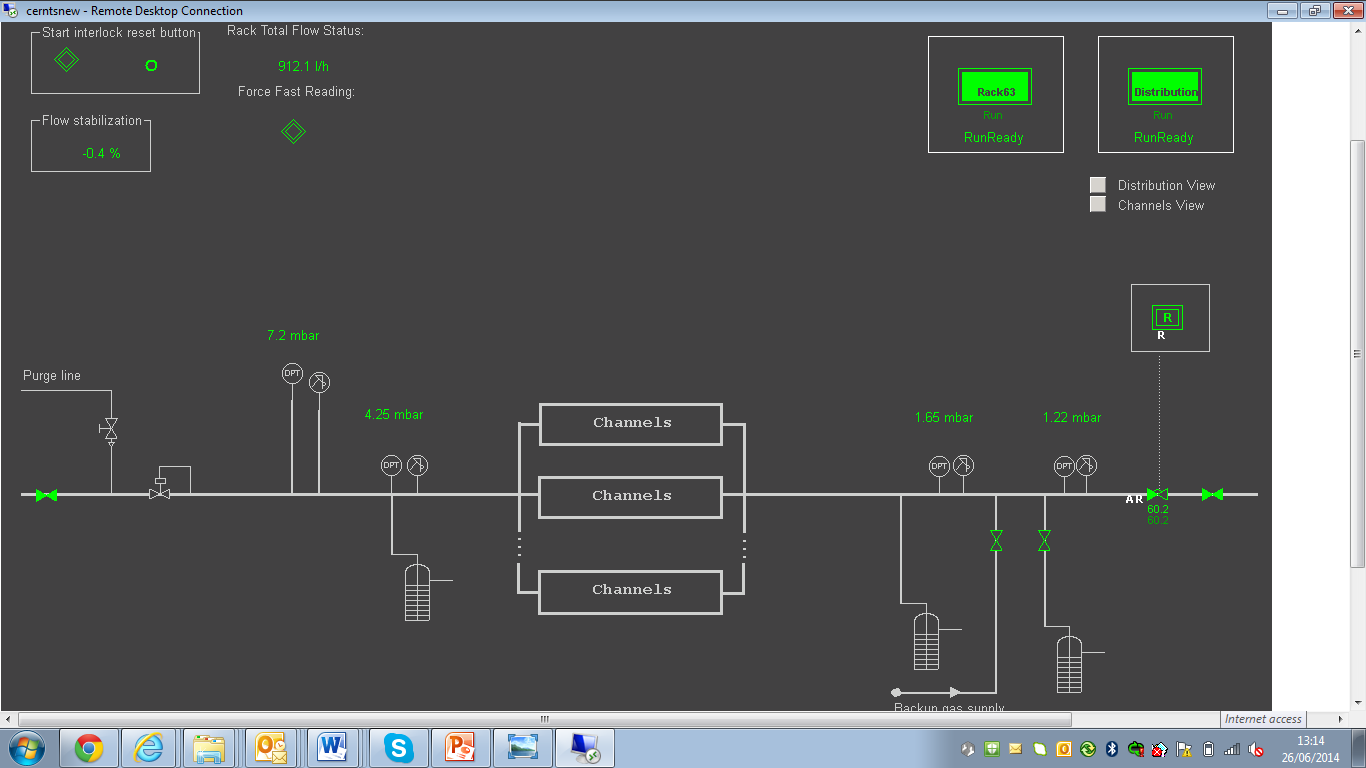 cerntsnew - Remote Desktop Connection
Start interlock reset button
Rack Total Flow Status:
912.1 l/h
Force Fast Reading:
Flow stabilization
-0.4 %
Rack63
Run
RunReady
Distribution
Run
RunReady
Distribution View
Channels View
R
R
7.2 mbar
Purge line
DPT
4.25 mbar
DPT
Channels
Channels
Channels
1.65 mbar
1.22 mbar
DPT
DPT
AR
60.2
60.2
Backup gas supply
Internet access
13:14
26/06/2014